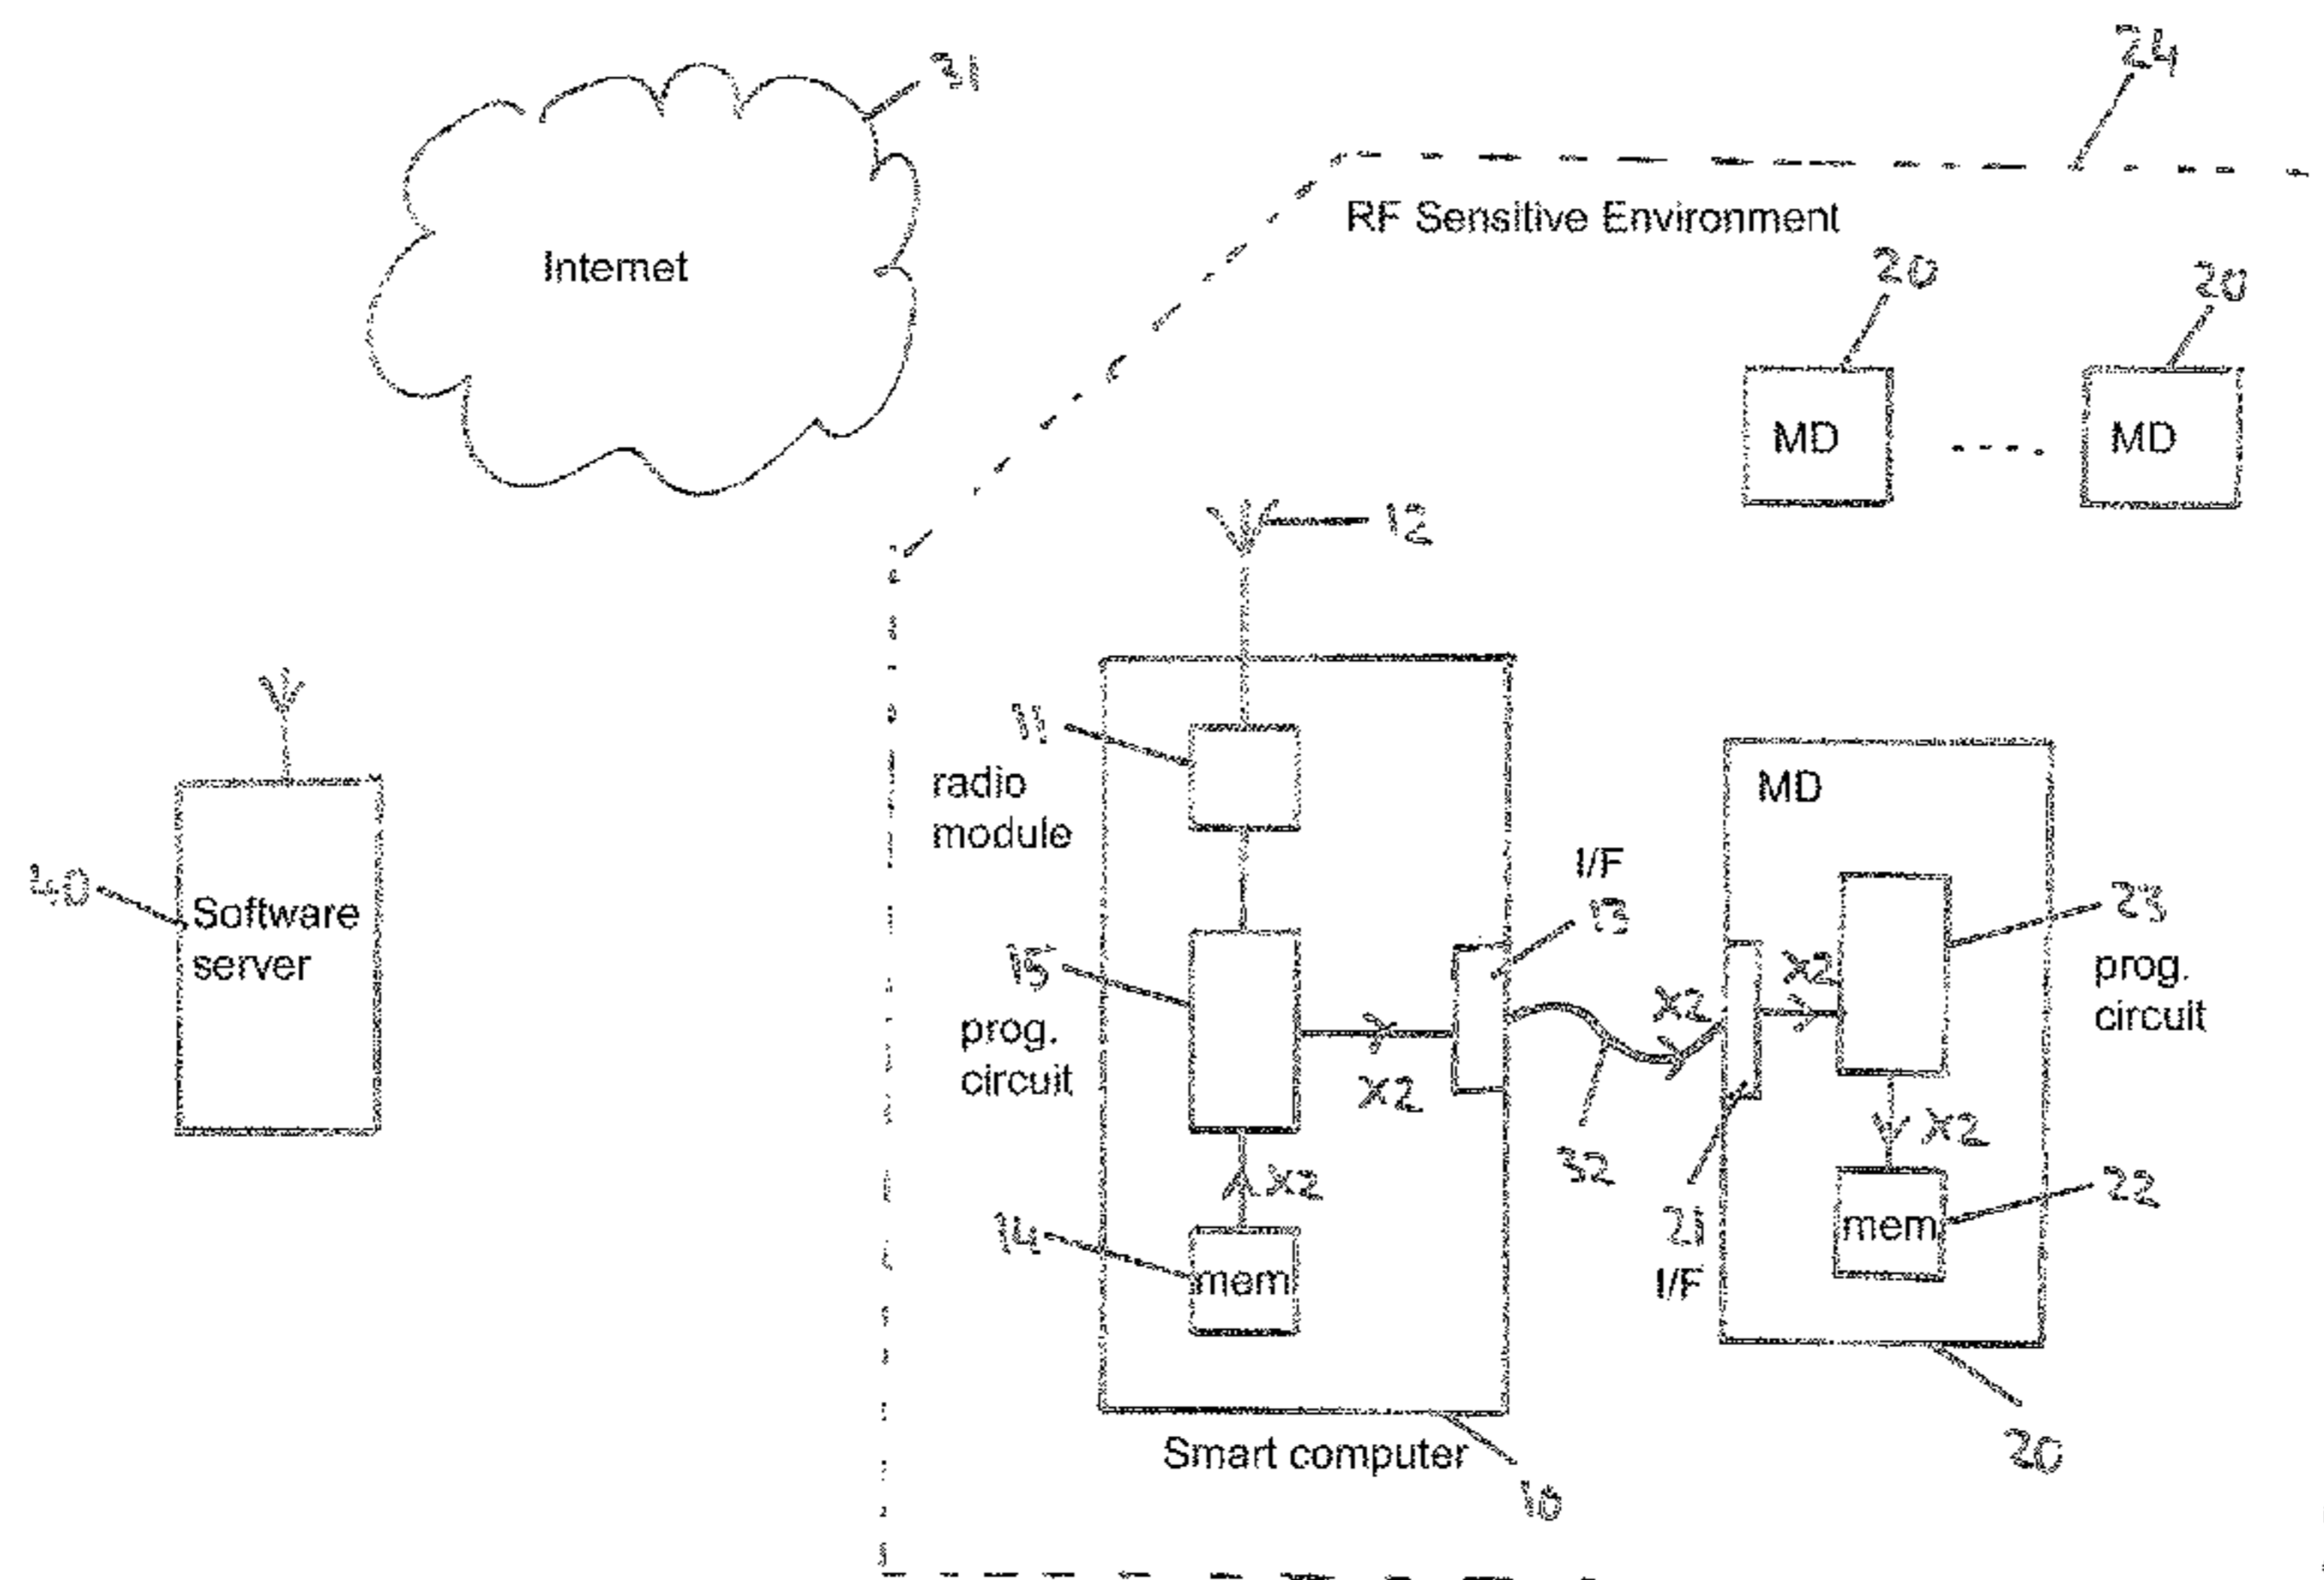 31
24
RF Sensitive Environment
Internet
20
20
MD
MD
12
11
radio
module
MD
I/F
13
40
Software
server
23
15
prog.
circuit
X2
X2
prog.
circuit
X2
32
X2
X2
22
14
21
mem
mem
I/F
Smart computer
20
10